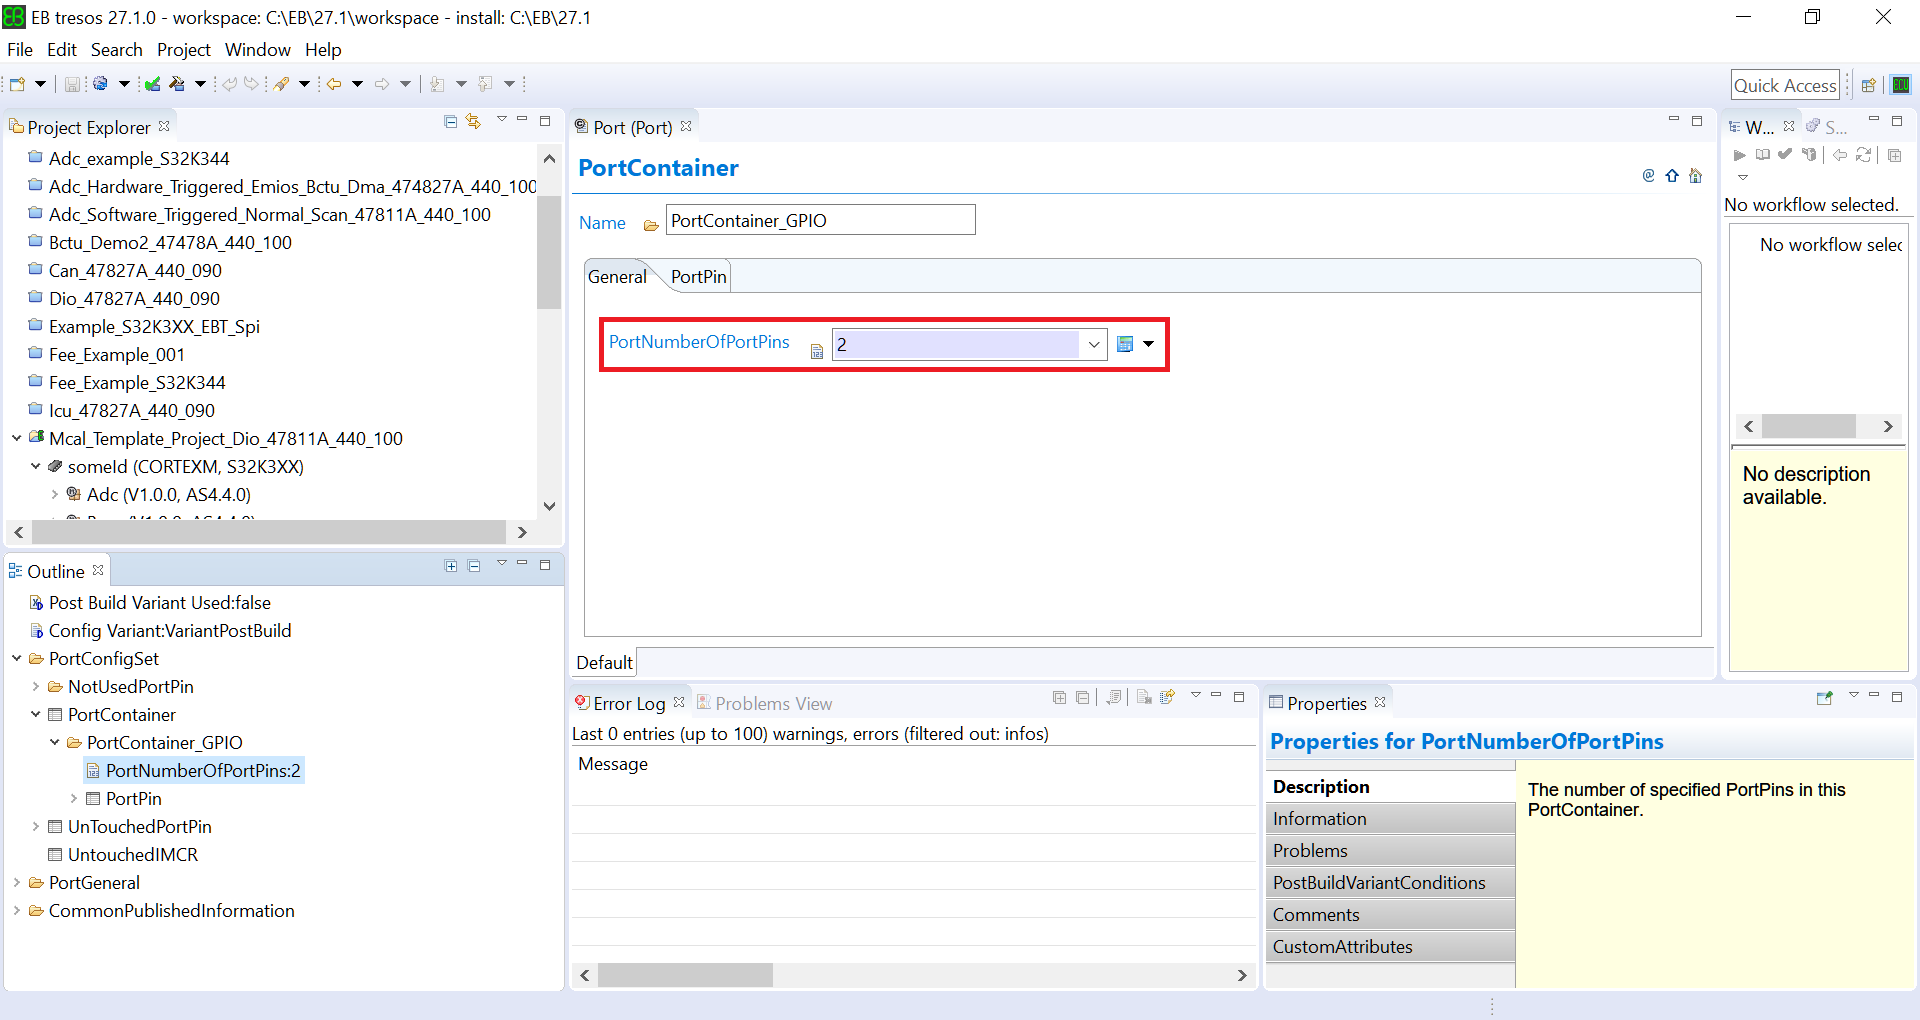 EB tresos 27.1.0 - workspace: C:\EB\27.1\workspace - install: C:\EB\27.1
File Edit Search Project Window Help
Quick Access
Project Explorer
Adc_example_S32K344
Adc_Hardware_Triggered_Emios_Bctu_Dma_474827A_440_100
Adc_Software_Triggered_Normal_Scan_47811A_440_100
Bctu_Demo2_47478A_440_100
Can_47827A_440_090
Dio_47827A_440_090
Example_S32K3XX_EBT_Spi
Fee_Example_001
Fee_Example_S32K344
Icu_47827A_440_090
Mcal_Template_Project_Dio_47811A_440_100
someId (CORTEXM, S32K3XX)
Adc (V1.0.0, AS4.4.0)
Outline
Post Build Variant Used:false
Config Variant:VariantPostBuild
PortConfigSet
NotUsedPortPin
PortContainer
PortContainer_GPIO
PortNumberOfPortPins:2
PortPin
UnTouchedPortPin
UntouchedIMCR
PortGeneral
CommonPublishedInformation
Port (Port)
PortContainer
Name PortContainer_GPIO
General PortPin
PortNumberOfPortPins 2
Default
Error Log Problems View
Last 0 entries (up to 100) warnings, errors (filtered out: infos)
Message
Properties
Properties for PortNumberOfPortPins
Description
Information
Problems
PostBuildVariantConditions
Comments
CustomAttributes
The number of specified PortPins in this
PortContainer.
W... S...
No workflow selected.
No workflow selec
No description
available.